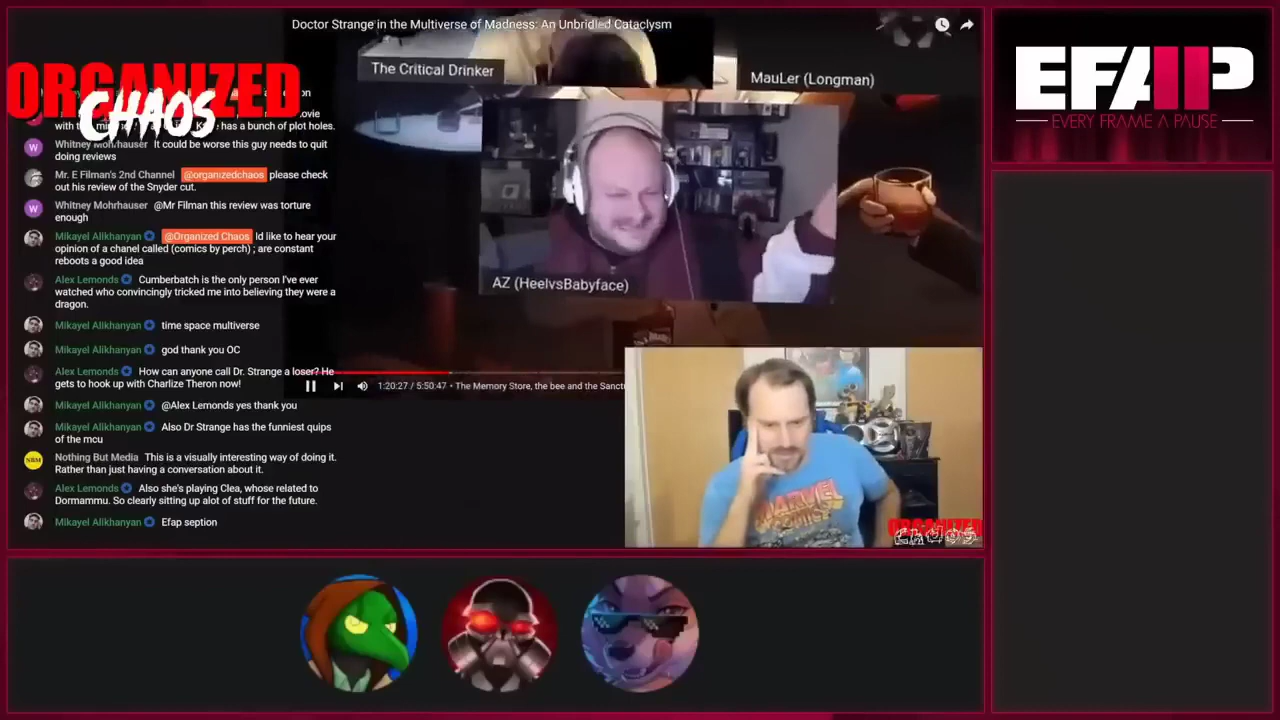 Doctor Strange in the Multiverse of Madness: An Unbridled Cataclysm
The Critical Drinker
MauLer (Longman)
EFAP
EVERY FRAME A PAUSE
ORGANIZED
CHAOS
has a bunch of plot holes.
Whitney Mohrhauser It could be worse this guy needs to quit
doing reviews
Mr. E Filman's 2nd Channel @organizedchaos please check
out his review of the Snyder cut.
Whitney Mohrhauser @Mr Filman this review was torture
enough
Mikayel Alikhanyan @Organized Chaos Id like to hear your
opinion of a chanel called (comics by perch) ; are constant
reboots a good idea
Alex Lemonds Cumberbatch is the only person I've ever
watched who convincingly tricked me into believing they were a
dragon.
Mikayel Alikhanyan time space multiverse
Mikayel Alikhanyan god thank you OC
Alex Lemonds How can anyone call Dr. Strange a loser? He
gets to hook up with Charlize Theron now!
Mikayel Alikhanyan @Alex Lemonds yes thank you
Mikayel Alikhanyan Also Dr Strange has the funniest quips
of the mcu
NBM
Nothing But Media This is a visually interesting way of doing it.
Rather than just having a conversation about it.
Alex Lemonds Also she's playing Clea, whose related to
Dormammu. So clearly sitting up alot of stuff for the future.
Mikayel Alikhanyan Efap seption
AZ (HeelvsBabyface)
1:20:27 / 5:50:47 • The Memory Store, the bee and the Sanctu
MARVEL
COMICS
ORGANIZED
CHAOS